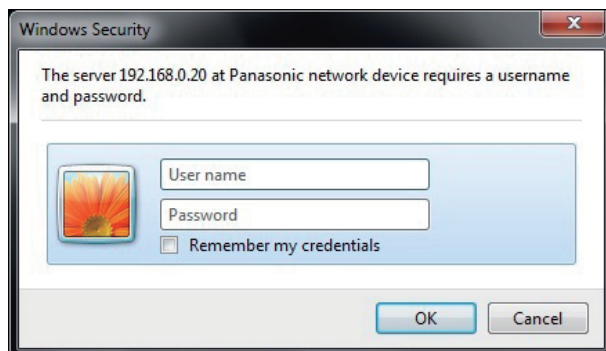 Windows Security
The server 192.168.0.20 at Panasonic network device requires a username
and password.
User name
Password
Remember my credentials
OK
Cancel